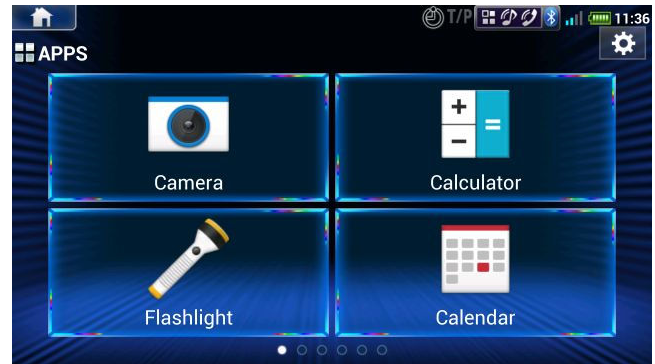 T/P 11:36
APPS
Camera
Calculator
Flashlight
Calendar